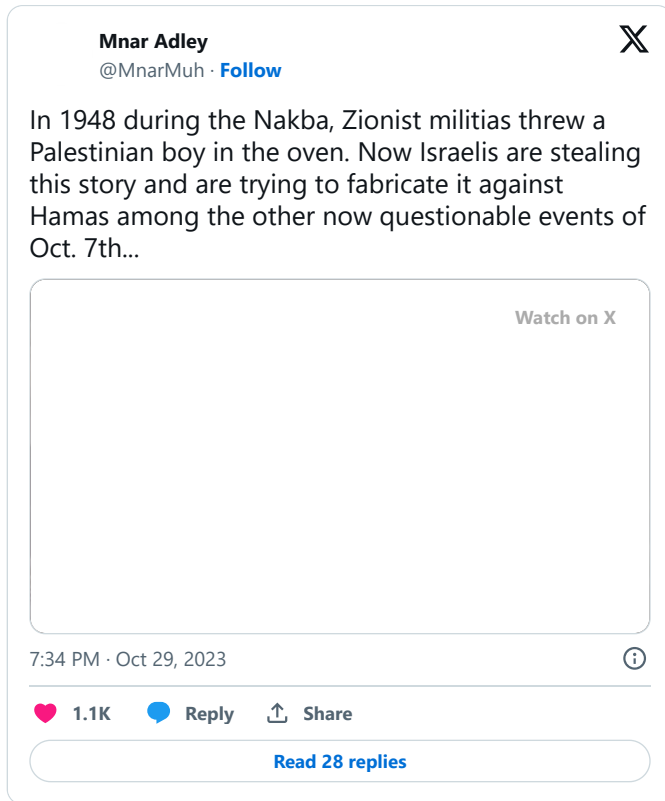 Mnar Adley
@MnarMuh · Follow
In 1948 during the Nakba, Zionist militias threw a
Palestinian boy in the oven. Now Israelis are stealing
this story and are trying to fabricate it against
Hamas among the other now questionable events of
Oct. 7th...
Watch on X
7:34 PM · Oct 29, 2023
1.1K Reply Share
Read 28 replies